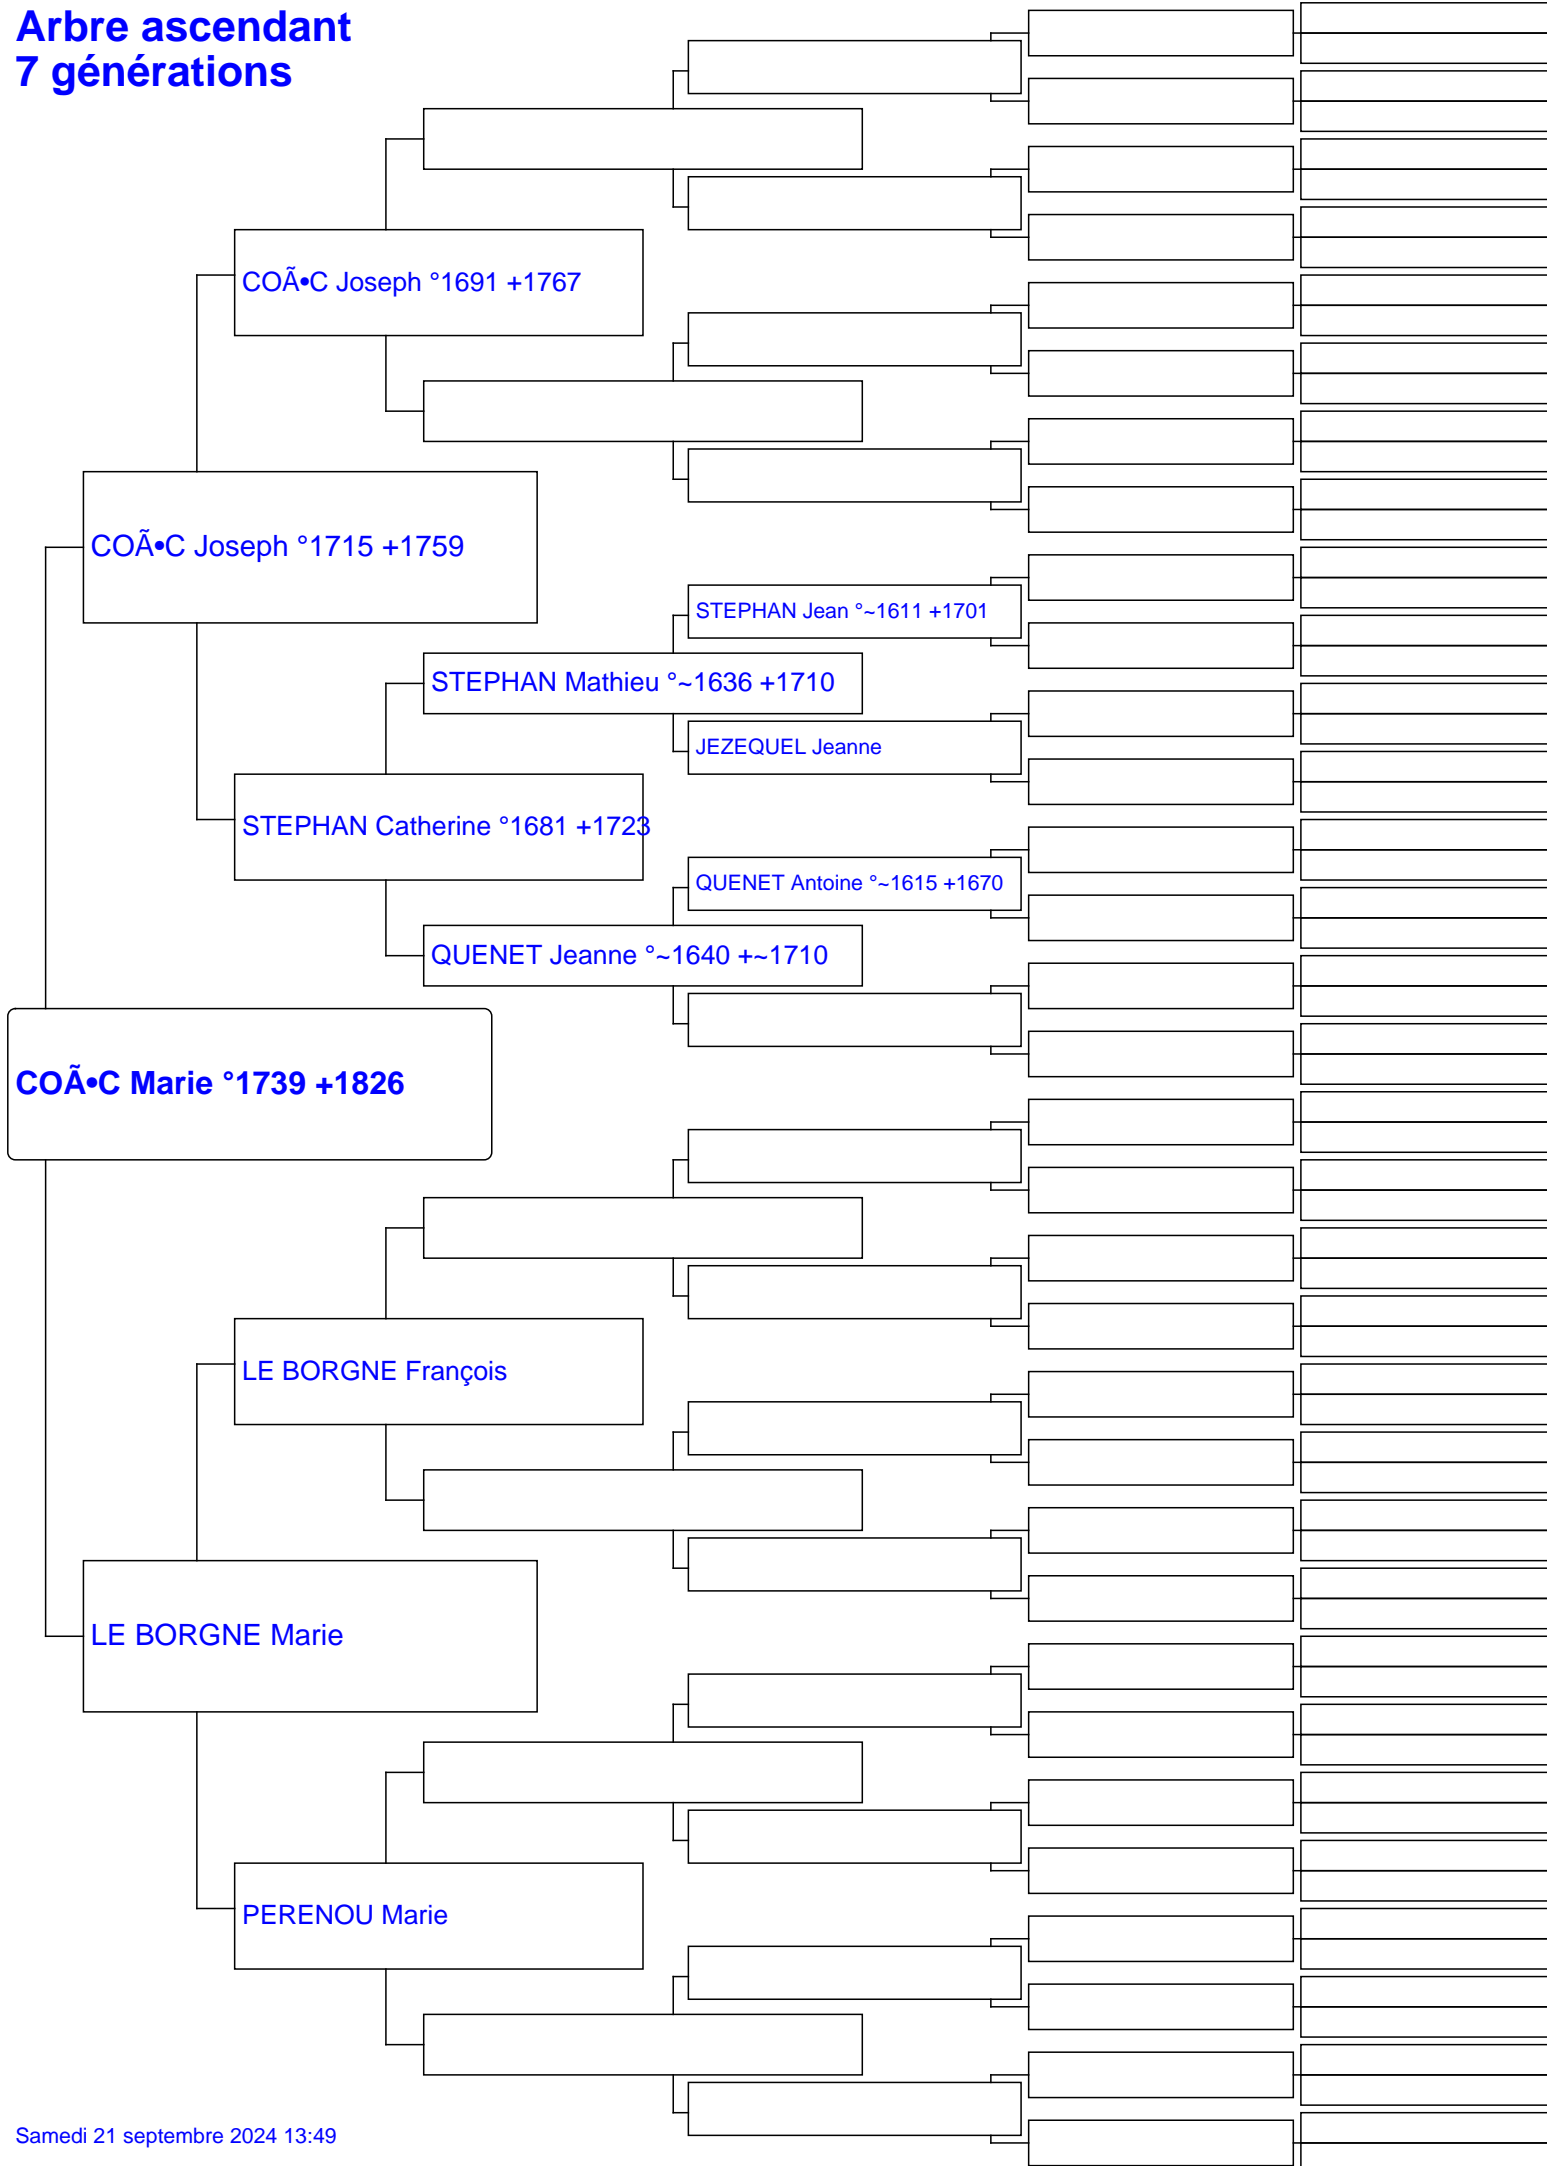 Arbre ascendant
7 générations
COÃ•C Joseph °1691 +1767
COÃ•C Joseph °1715 +1759
STEPHAN Jean °~1611 +1701
STEPHAN Mathieu °~1636 +1710
JEZEQUEL Jeanne
STEPHAN Catherine °1681 +1723
QUENET Antoine °~1615 +1670
QUENET Jeanne °~1640 +~1710
COÃ•C Marie °1739 +1826
LE BORGNE François
LE BORGNE Marie
PERENOU Marie
Samedi 21 septembre 2024 13:49